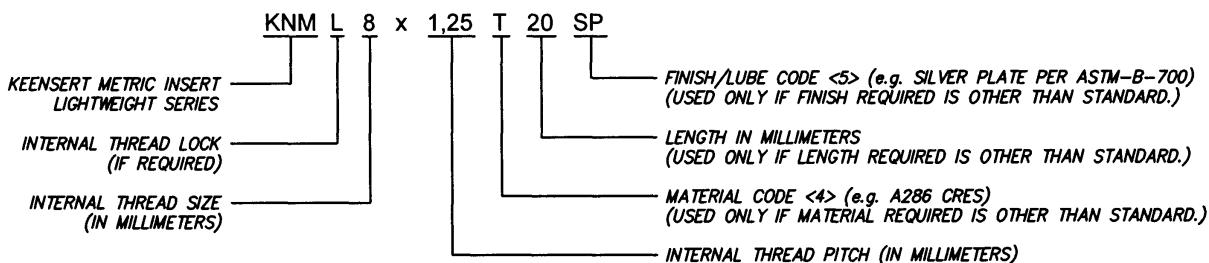 KNM L 8 x 1,25 T 20 SP
KEENSERT METRIC INSERT
LIGHTWEIGHT SERIES
INTERNAL THREAD LOCK
(IF REQUIRED)
INTERNAL THREAD SIZE
(IN MILLIMETERS)
FINISH/LUBE CODE <5> (e.g. SILVER PLATE PER ASTM-B-700)
(USED ONLY IF FINISH REQUIRED IS OTHER THAN STANDARD.)
LENGTH IN MILLIMETERS
(USED ONLY IF LENGTH REQUIRED IS OTHER THAN STANDARD.)
MATERIAL CODE <4> (e.g. A286 CRES)
(USED ONLY IF MATERIAL REQUIRED IS OTHER THAN STANDARD.)
INTERNAL THREAD PITCH (IN MILLIMETERS)